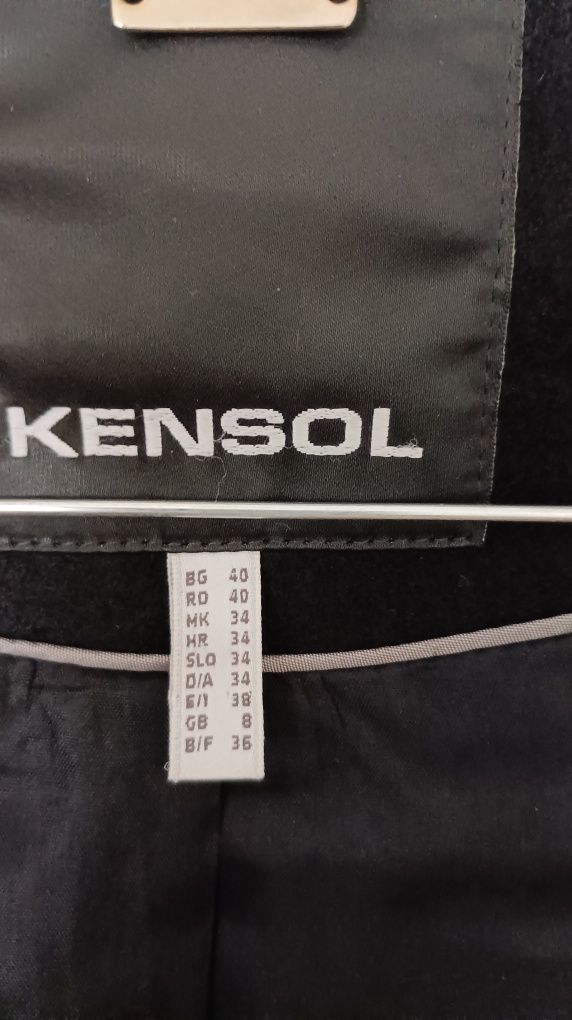 KENSOL
BG 40
RO 40
MK 34
HR 34
SLO 34
D/A 34
E/I 38
GB 8
B/F 36